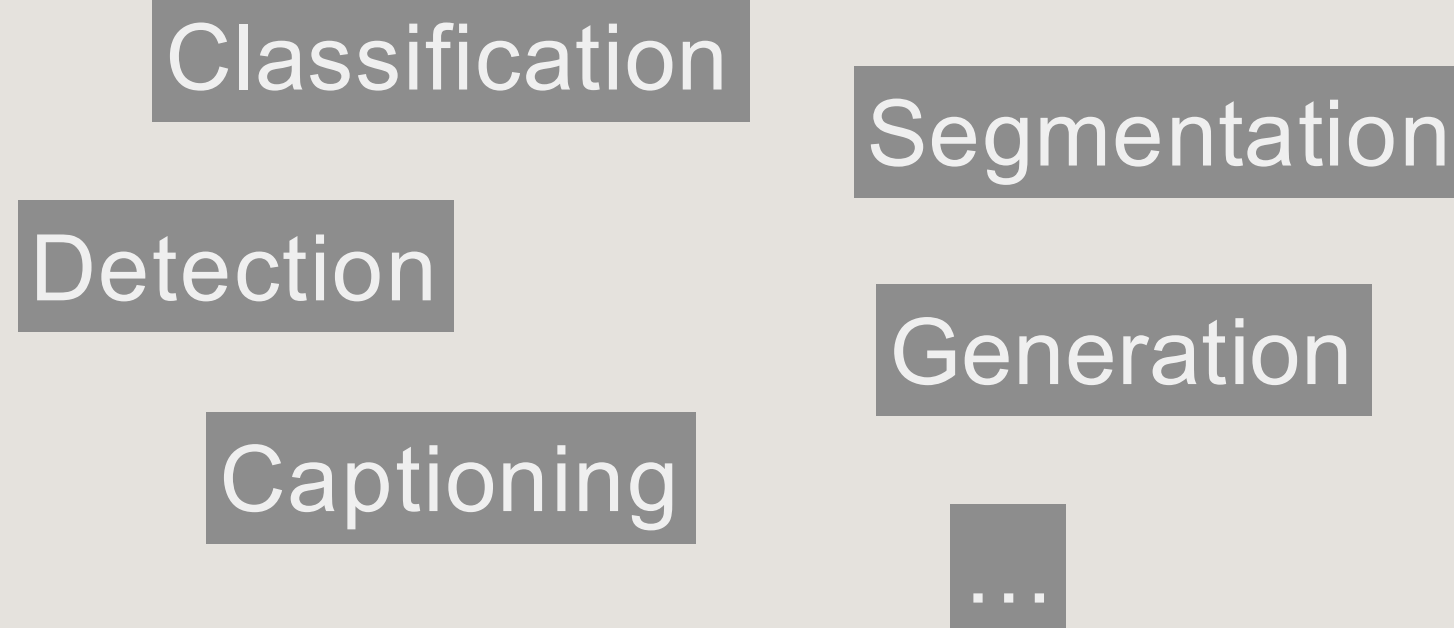 Classification
Segmentation
Detection
Generation
Captioning
...